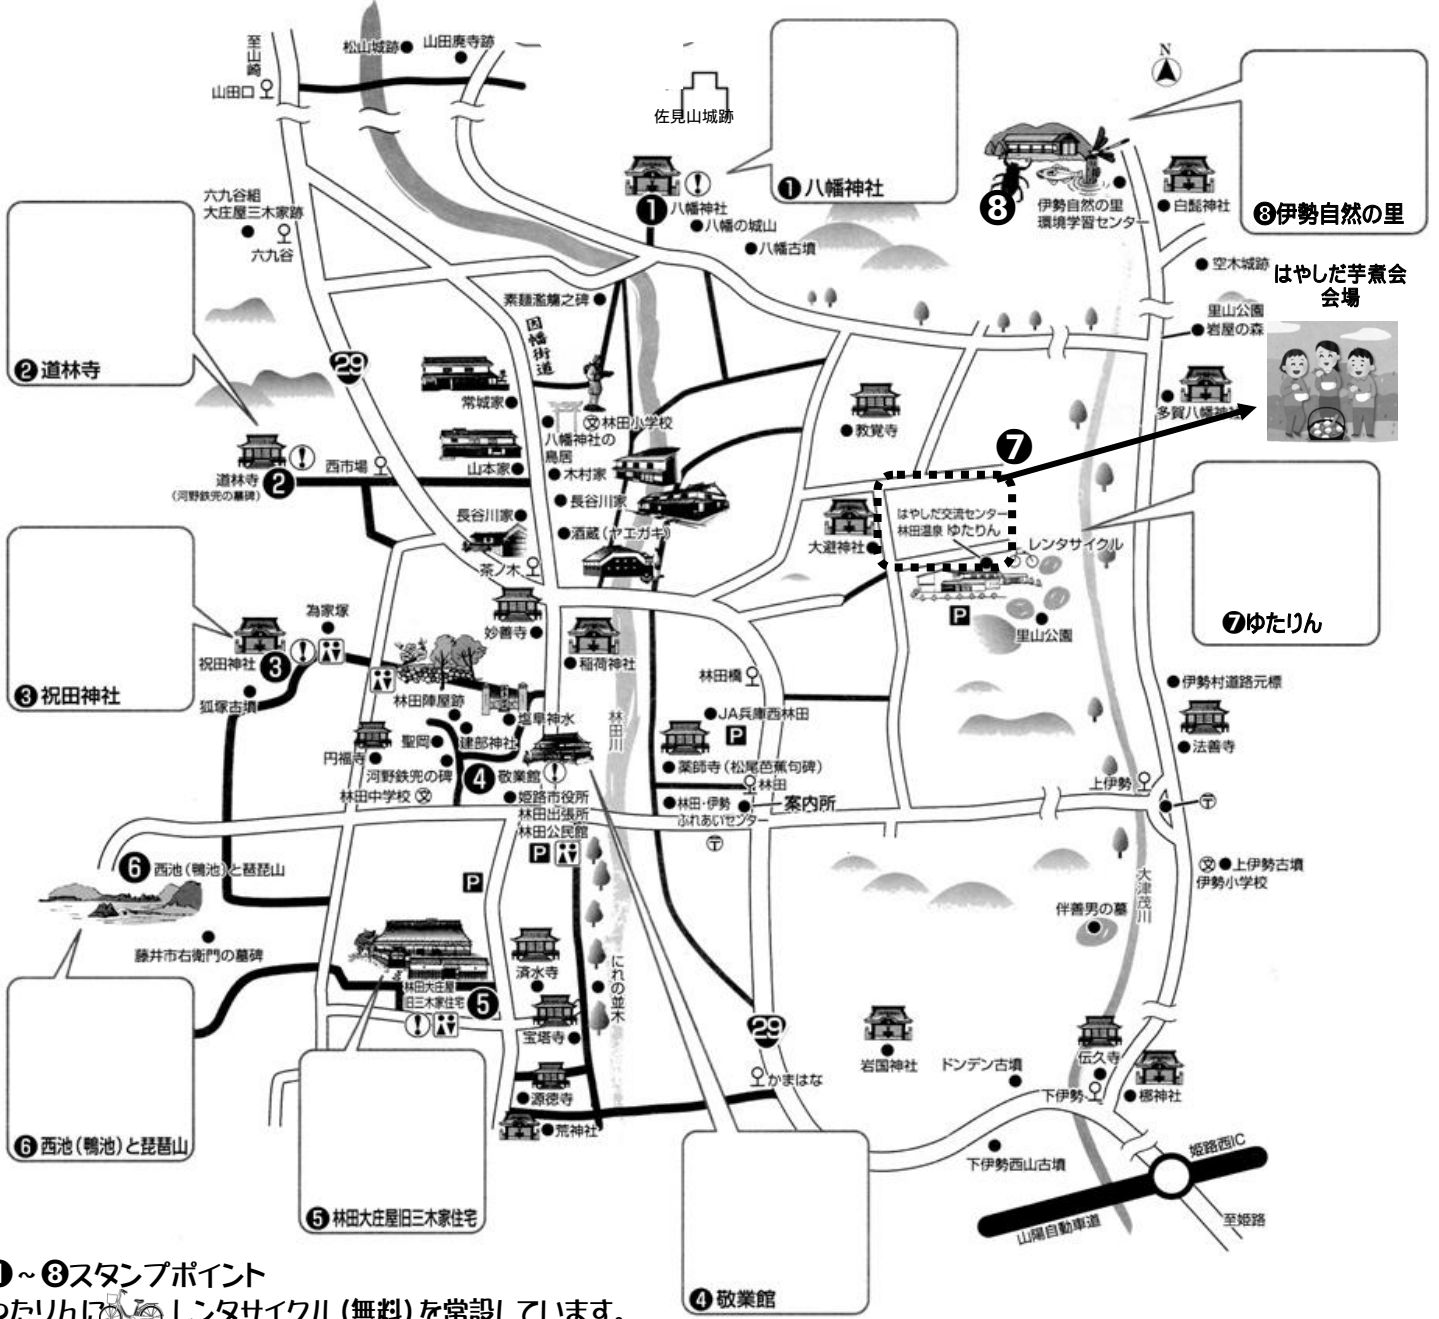 至山崎
松山城跡
山田廃寺跡
山田口
佐見山城跡
N
❶八幡神社
❶
八幡神社
八幡の城山
八幡古墳
❽
伊勢自然の里
環境学習センター
白髭神社
❽伊勢自然の里
六九谷組
大庄屋三木家跡
六九谷
空木城跡
はやしだ芋煮会
会場
里山公園
岩屋の森
素麺濫觴之碑
因幡街道
❷道林寺
29
常城家
八幡神社の
鳥居
林田小学校
教覚寺
多賀八幡神社
❼
西市場
道林寺
(河野鉄兜の墓碑)
❷
山本家
木村家
長谷川家
長谷川家
酒蔵(ヤエガキ)
茶ノ木
はやしだ交流センター
林田温泉 ゆたりん
大避神社
レンタサイクル
P
里山公園
❼ゆたりん
為家塚
妙善寺
稲荷神社
祝田神社
❸
❸祝田神社
狐塚古墳
林田陣屋跡
塩阜神水
建部神社
聖岡
円福寺
河野鉄兜の碑
❹
敬業館
林田中学校
姫路市役所
林田出張所
林田公民館
P
林田橋
JA兵庫西林田
P
薬師寺(松尾芭蕉句碑)
林田
林田・伊勢
ふれあいセンター
案内所
林田川
伊勢村道路元標
法善寺
上伊勢
上伊勢古墳
伊勢小学校
大津茂川
伴善男の墓
❻
西池(鴨池)と琵琶山
P
藤井市右衛門の墓碑
林田大庄屋
旧三木家住宅
❺
済水寺
にれの並木
宝塔寺
29
岩国神社
ドンデン古墳
伝久寺
下伊勢
梛神社
かまはな
源徳寺
荒神社
下伊勢西山古墳
姫路西IC
山陽自動車道
至姫路
❻西池(鴨池)と琵琶山
❺林田大庄屋旧三木家住宅
❹敬業館
❶~❽スタンプポイント
ゆたりんに レンタサイクル(無料)を常設しています。